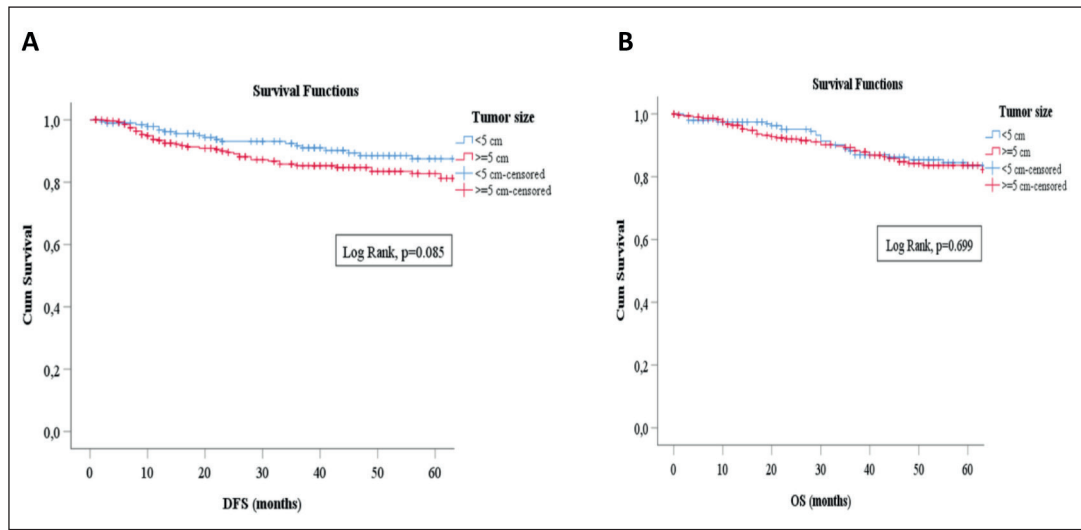 A
Survival Functions
Tumor size
<5 cm
>=5 cm
<5 cm-censored
>=5 cm-censored
Log Rank, p=0.085
Cum Survival
1,0
0,8
0,6
0,4
0,2
0,0
0 10 20 30 40 50 60
DFS (months)
B
Survival Functions
Tumor size
<5 cm
>=5 cm
<5 cm-censored
>=5 cm-censored
Log Rank, p=0.699
Cum Survival
1,0
0,8
0,6
0,4
0,2
0,0
0 10 20 30 40 50 60
OS (months)